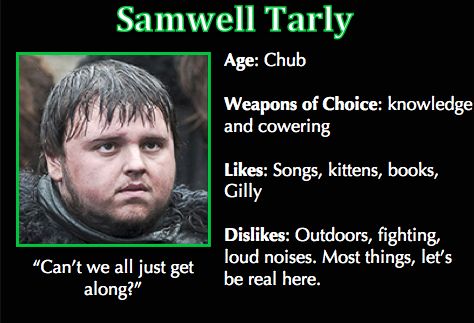 Samwell Tarly
Age: Chub
Weapons of Choice: knowledge
and cowering
Likes: Songs, kittens, books,
Gilly
Dislikes: Outdoors, fighting,
loud noises. Most things, let's
be real here.
“Can't we all just get
along?”